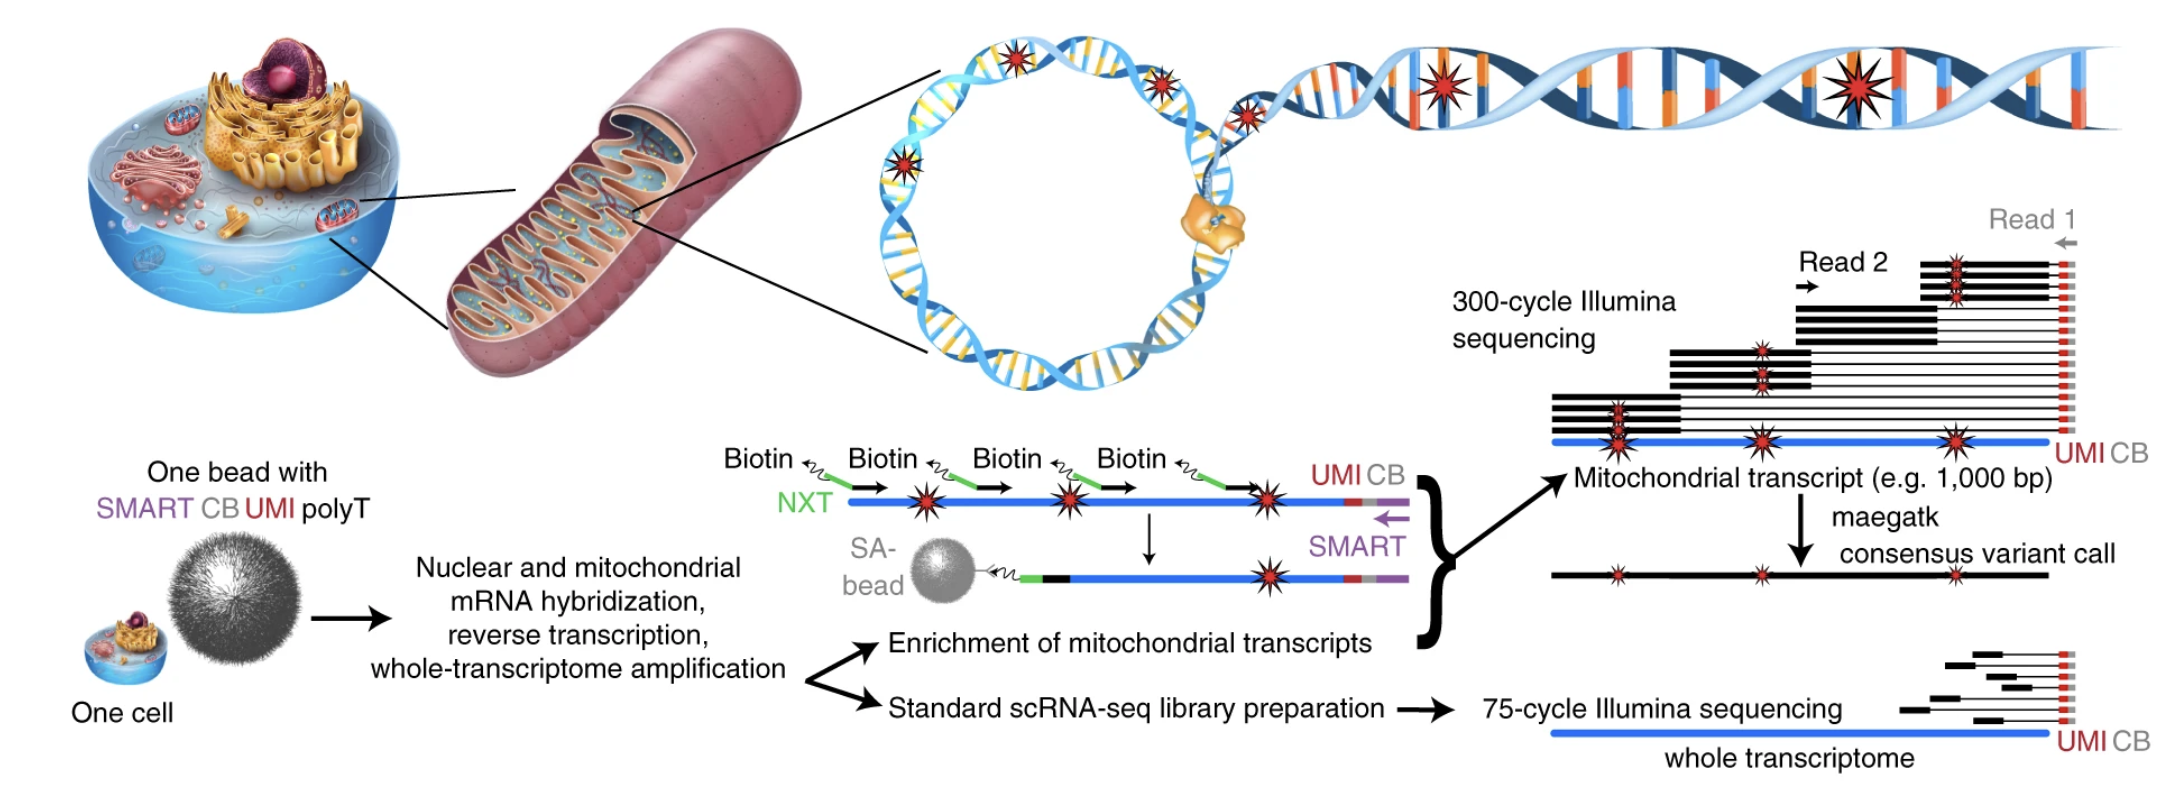 Read 1
Read 2
300-cycle Illumina
sequencing
UMI CB
Mitochondrial transcript (e.g. 1,000 bp)
maegatk
consensus variant call
One bead with
SMART CB UMI polyT
One cell
Nuclear and mitochondrial
mRNA hybridization,
reverse transcription,
whole-transcriptome amplification
Biotin Biotin Biotin Biotin
NXT
UMI CB
SMART
SA-
bead
Enrichment of mitochondrial transcripts
Standard scRNA-seq library preparation
75-cycle Illumina sequencing
UMI CB
whole transcriptome